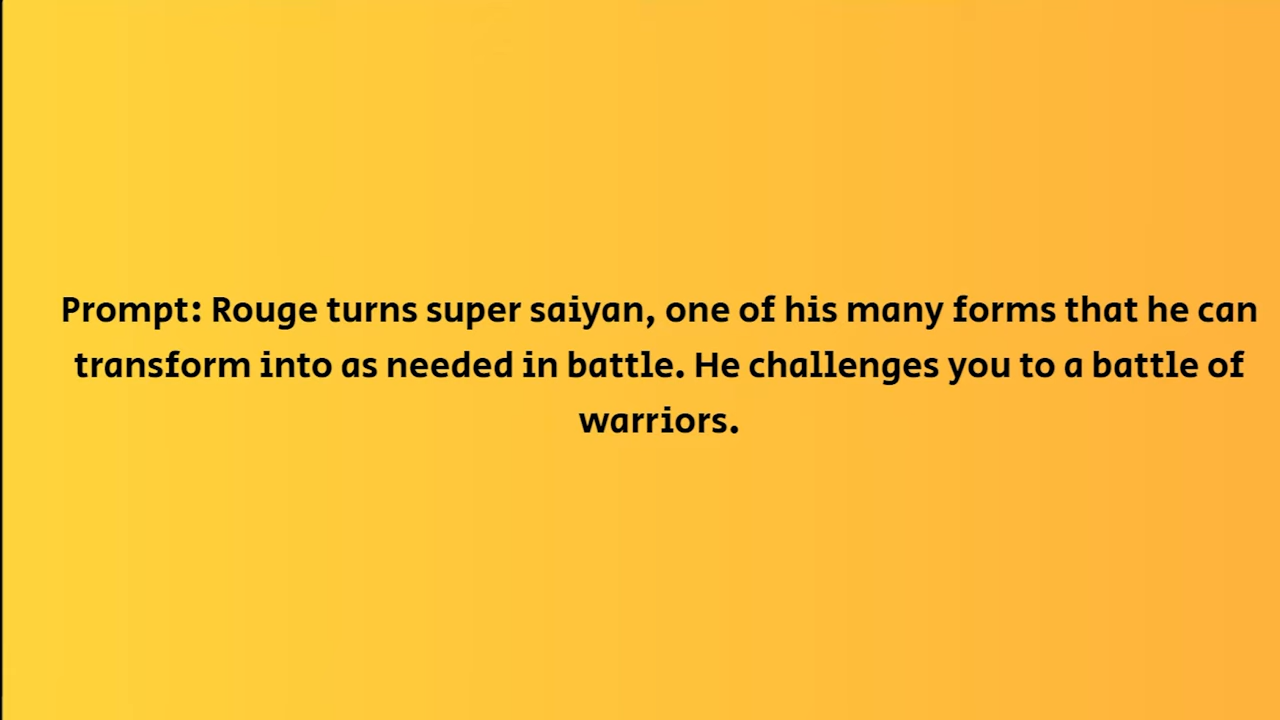 Prompt: Rouge turns super saiyan, one of his many forms that he can
transform into as needed in battle. He challenges you to a battle of
warriors.